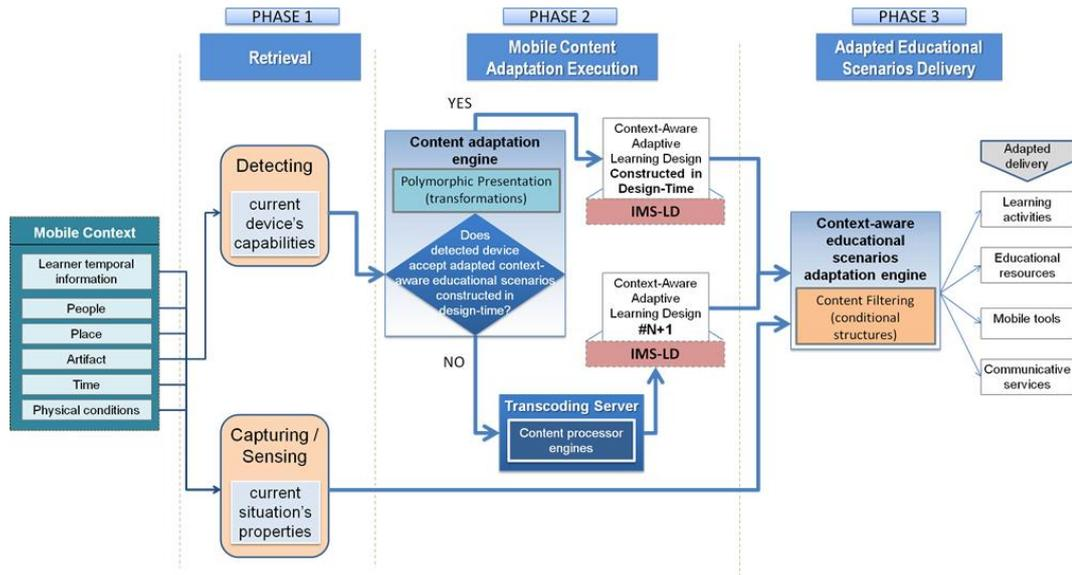 PHASE 1
PHASE 2
PHASE 3
Retrieval
Mobile Content
Adaptation Execution
Adapted Educational
Scenarios Delivery
Mobile Context
Learner temporal
information
People
Place
Artifact
Time
Physical conditions
Detecting
current
device's
capabilities
Capturing /
Sensing
current
situation's
properties
YES
Content adaptation
engine
Polymorphic Presentation
(transformations)
Does
detected device
accept adapted context-
aware educational scenarios
constructed in
design-time?
NO
Context-Aware
Adaptive
Learning Design
Constructed in
Design-Time
IMS-LD
Context-Aware
Adaptive
Learning Design
#N+1
IMS-LD
Transcoding Server
Content processor
engines
Context-aware
educational
scenarios
adaptation engine
Content Filtering
(conditional
structures)
Adapted
delivery
Learning
activities
Educational
resources
Mobile tools
Communicative
services